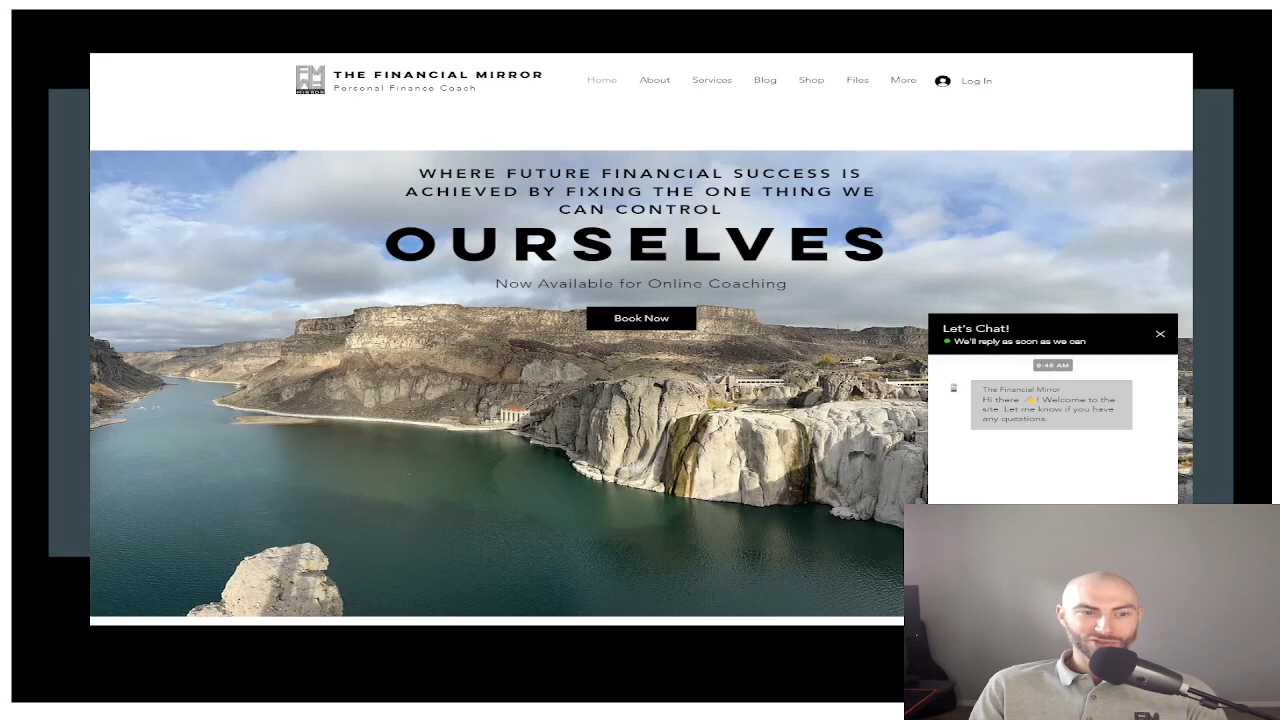 THE FINANCIAL MIRROR
Personal Finance Coach
Home About Services Blog Shop Files More Log In
WHERE FUTURE FINANCIAL SUCCESS IS
ACHIEVED BY FIXING THE ONE THING WE
CAN CONTROL
OURSELVES
Now Available for Online Coaching
Book Now
Let's Chat!
We'll reply as soon as we can
9:46 AM
The Financial Mirror
Hi there 👋! Welcome to the
site. Let me know if you have
any questions.